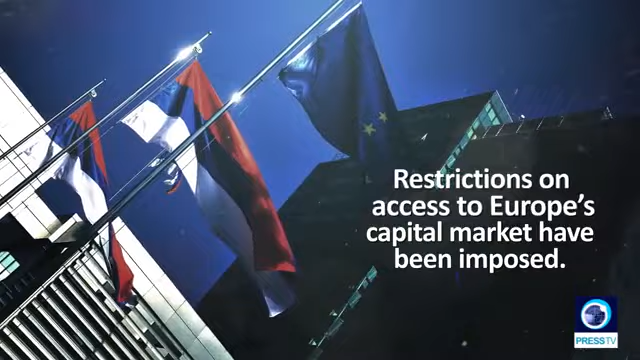 Restrictions on
access to Europe's
capital market have
been imposed.
PRESSTV